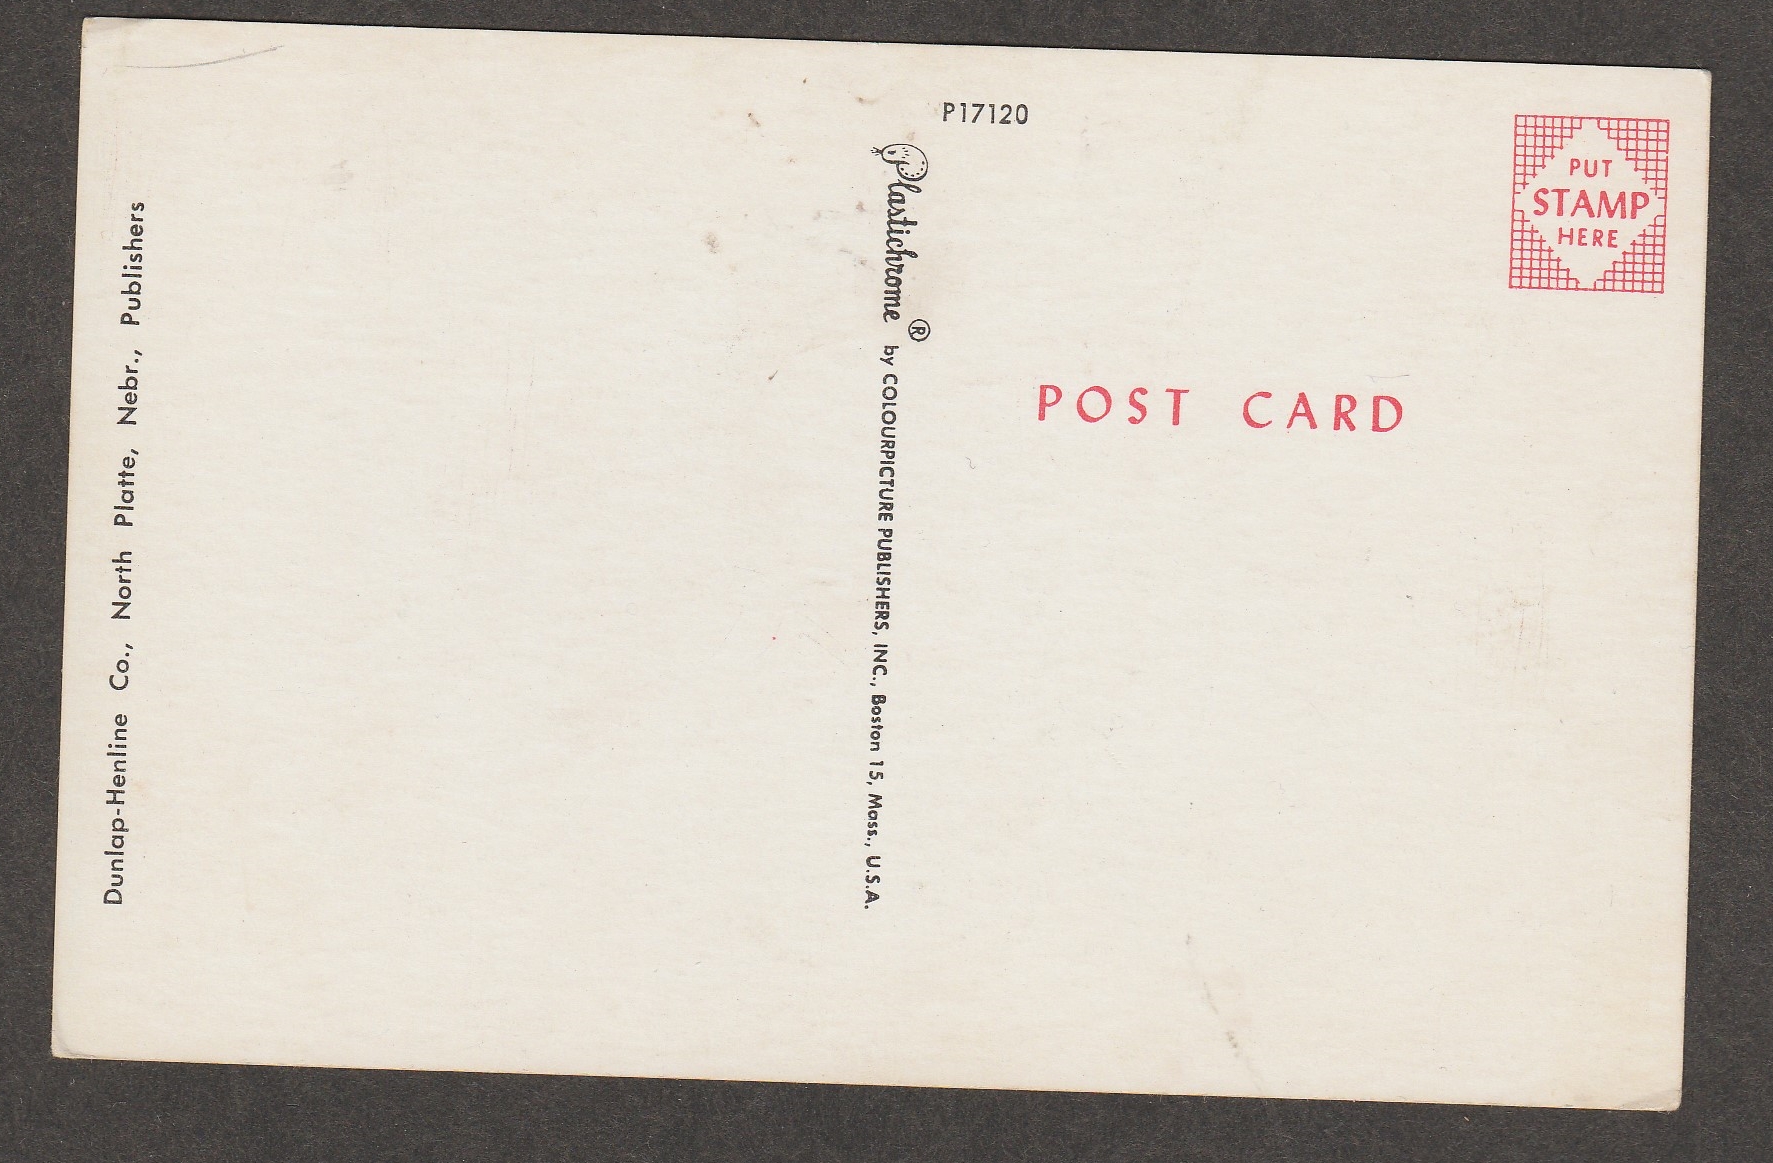 P17120
PUT
STAMP
HERE
Dunlap-Henline Co., North Platte, Nebr., Publishers
Plastichrome ® by COLOURPICTURE PUBLISHERS, INC., Boston 15, Mass., U.S.A.
POST CARD